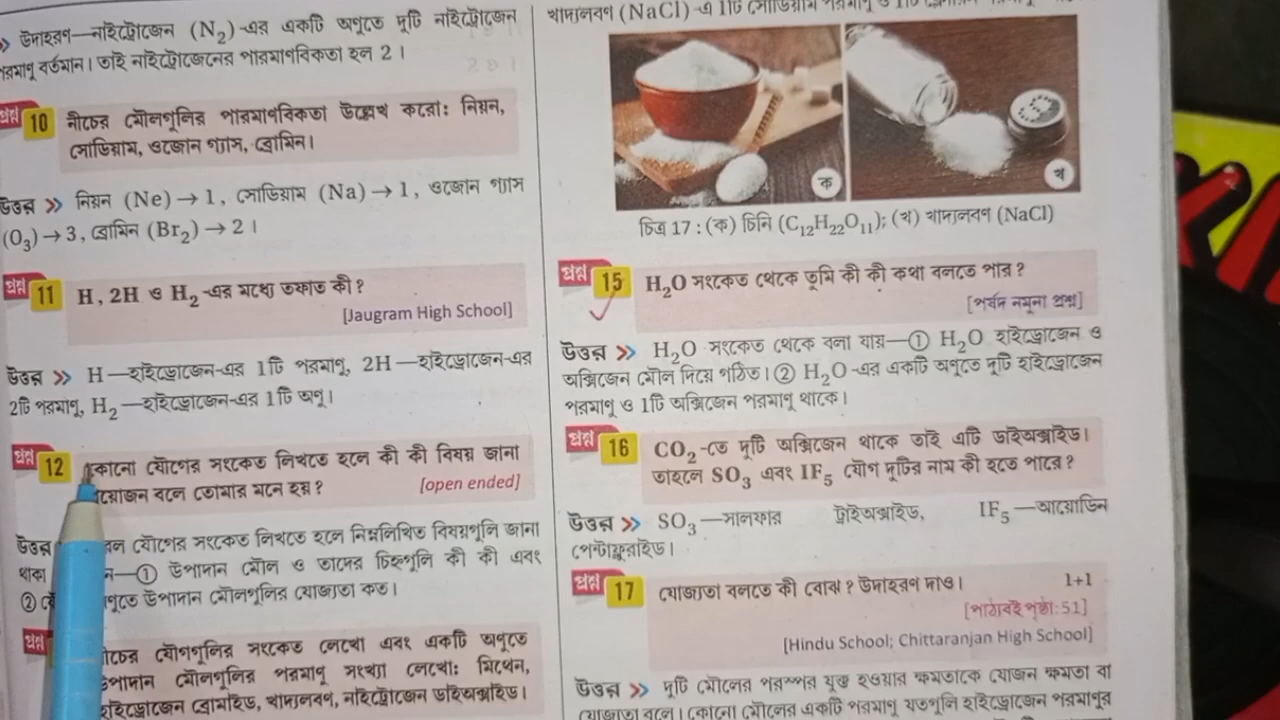 উদাহরণ—নাইট্রোজেন (N₂)-এর একটি অণুতে দুটি নাইট্রোজেন
পরমাণু বর্তমান। তাই নাইট্রোজেনের পারমাণবিকতা হল 2।
প্রশ্ন 10 নীচের মৌলগুলির পারমাণবিকতা উল্লেখ করো: নিয়ন,
সোডিয়াম, ওজোন গ্যাস, ব্রোমিন।
উত্তর » নিয়ন (Ne) → 1, সোডিয়াম (Na) → 1, ওজোন গ্যাস
(O₃) → 3, ব্রোমিন (Br₂) → 2।
প্রশ্ন 11 H, 2H ও H₂-এর মধ্যে তফাত কী?
[Jaugram High School]
উত্তর » H—হাইড্রোজেন-এর 1টি পরমাণু, 2H—হাইড্রোজেন-এর
2টি পরমাণু, H₂—হাইড্রোজেন-এর 1টি অণু।
প্রশ্ন 12 কোনো যৌগের সংকেত লিখতে হলে কী কী বিষয় জানা
য়োজন বলে তোমার মনে হয়? [open ended]
উত্তর যৌগের সংকেত লিখতে হলে নিম্নলিখিত বিষয়গুলি জানা
থাকা ন—① উপাদান মৌল ও তাদের চিহ্নগুলি কী কী এবং
② ণুতে উপাদান মৌলগুলির যোজ্যতা কত।
প্রশ্ন ীচের যৌগগুলির সংকেত লেখো এবং একটি অণুতে
উপাদান মৌলগুলির পরমাণু সংখ্যা লেখো: মিথেন,
হাইড্রোজেন ব্রোমাইড, খাদ্যলবণ, নাইট্রোজেন ডাইঅক্সাইড।
খাদ্যলবণ (NaCl)-এ 1টি সোডিয়াম পরমাণু ও 1টি
ক
খ
চিত্র 17 : (ক) চিনি (C₁₂H₂₂O₁₁); (খ) খাদ্যলবণ (NaCl)
প্রশ্ন 15 H₂O সংকেত থেকে তুমি কী কী কথা বলতে পার?
[পর্ষদ নমুনা প্রশ্ন]
উত্তর » H₂O সংকেত থেকে বলা যায়—① H₂O হাইড্রোজেন ও
অক্সিজেন মৌল দিয়ে গঠিত। ② H₂O-এর একটি অণুতে দুটি হাইড্রোজেন
পরমাণু ও 1টি অক্সিজেন পরমাণু থাকে।
প্রশ্ন 16 CO₂-তে দুটি অক্সিজেন থাকে তাই এটি ডাইঅক্সাইড।
তাহলে SO₃ এবং IF₅ যৌগ দুটির নাম কী হতে পারে?
উত্তর » SO₃—সালফার ট্রাইঅক্সাইড, IF₅—আয়োডিন
পেন্টাফ্লুরাইড।
প্রশ্ন 17 যোজ্যতা বলতে কী বোঝ? উদাহরণ দাও। 1+1
[পাঠ্যবই পৃষ্ঠা: 51]
[Hindu School; Chittaranjan High School]
উত্তর » দুটি মৌলের পরস্পর যুক্ত হওয়ার ক্ষমতাকে যোজন ক্ষমতা বা
যোজ্যতা বলে। কোনো মৌলের একটি পরমাণু যতগুলি হাইড্রোজেন পরমাণুর